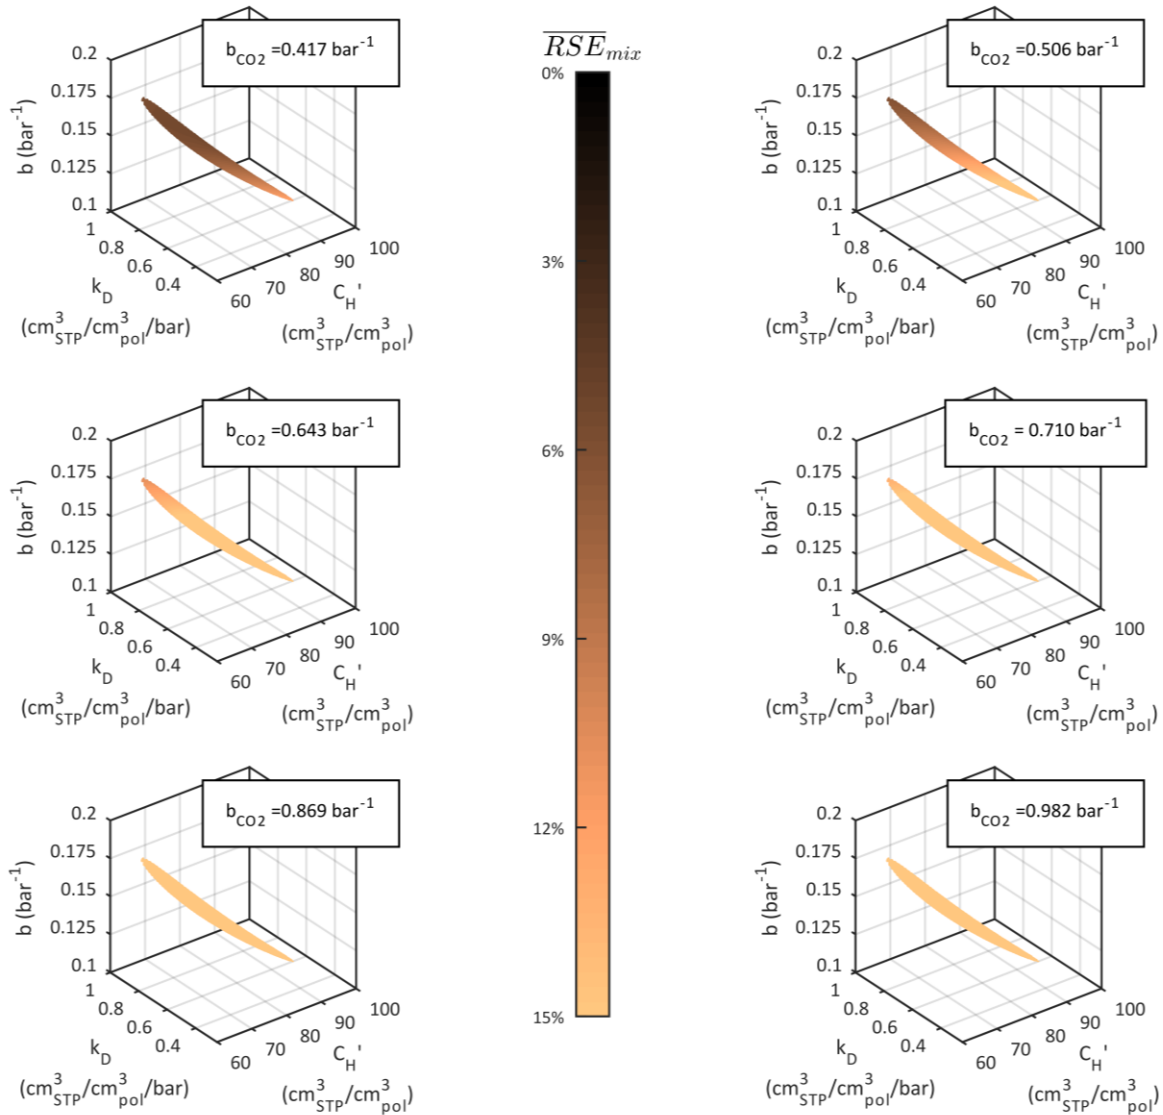 b_CO2 =0.417 bar^-1
0.2
0.175
0.15
0.125
0.1
b (bar^-1)
1
0.8
0.6
0.4
k_D
(cm^3_STP/cm^3_pol/bar)
60
70
80
90
100
C_H'
(cm^3_STP/cm^3_pol)
RSE_mix
0%
3%
6%
9%
12%
15%
b_CO2 =0.506 bar^-1
0.2
0.175
0.15
0.125
0.1
b (bar^-1)
1
0.8
0.6
0.4
k_D
(cm^3_STP/cm^3_pol/bar)
60
70
80
90
100
C_H'
(cm^3_STP/cm^3_pol)
b_CO2 =0.643 bar^-1
0.2
0.175
0.15
0.125
0.1
b (bar^-1)
1
0.8
0.6
0.4
k_D
(cm^3_STP/cm^3_pol/bar)
60
70
80
90
100
C_H'
(cm^3_STP/cm^3_pol)
b_CO2 = 0.710 bar^-1
0.2
0.175
0.15
0.125
0.1
b (bar^-1)
1
0.8
0.6
0.4
k_D
(cm^3_STP/cm^3_pol/bar)
60
70
80
90
100
C_H'
(cm^3_STP/cm^3_pol)
b_CO2 =0.869 bar^-1
0.2
0.175
0.15
0.125
0.1
b (bar^-1)
1
0.8
0.6
0.4
k_D
(cm^3_STP/cm^3_pol/bar)
60
70
80
90
100
C_H'
(cm^3_STP/cm^3_pol)
b_CO2 =0.982 bar^-1
0.2
0.175
0.15
0.125
0.1
b (bar^-1)
1
0.8
0.6
0.4
k_D
(cm^3_STP/cm^3_pol/bar)
60
70
80
90
100
C_H'
(cm^3_STP/cm^3_pol)